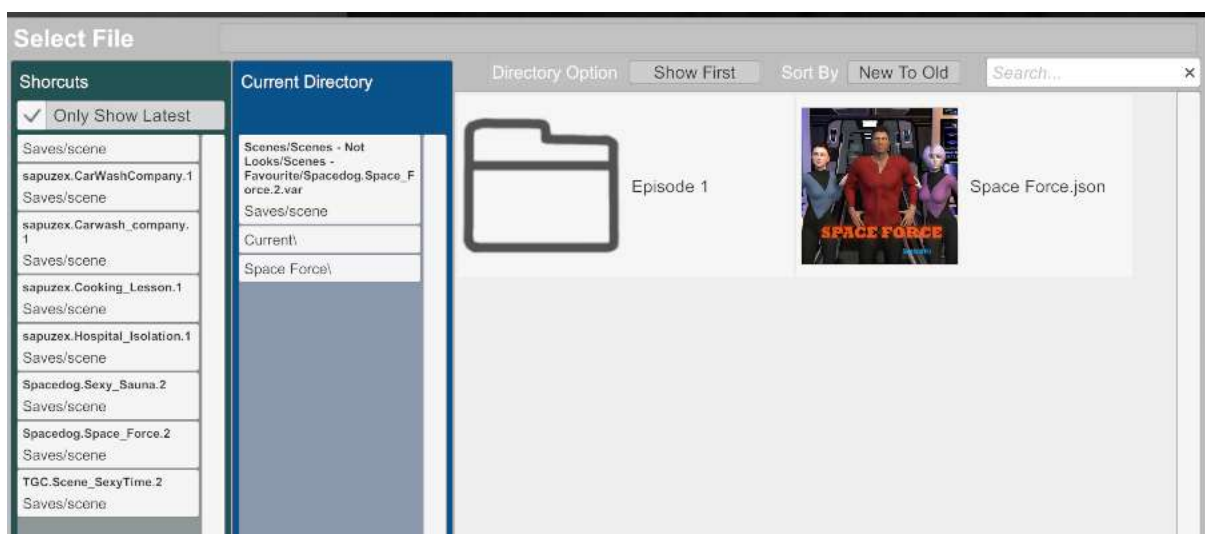 Select File
Shorcuts
Only Show Latest
Saves/scene
sapuzex.CarWashCompany.1
Saves/scene
sapuzex.Carwash_company.
1
Saves/scene
sapuzex.Cooking_Lesson.1
Saves/scene
sapuzex.Hospital_Isolation.1
Saves/scene
Spacedog.Sexy_Sauna.2
Saves/scene
Spacedog.Space_Force.2
Saves/scene
TGC.Scene_SexyTime.2
Saves/scene
Current Directory
Scenes/Scenes - Not
Looks/Scenes -
Favourite/Spacedog.Space_F
orce.2.var
Saves/scene
Current\
Space Force\
Directory Option Show First Sort By New To Old Search... ×
Episode 1
SPACE FORCE
Space Force.json